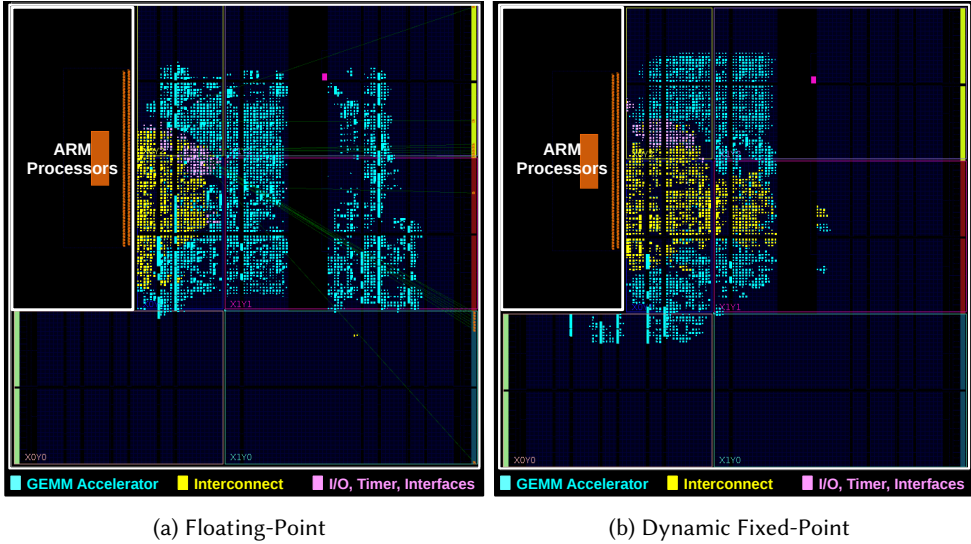 ARM
Processors
X1Y1
X0Y0
X1Y0
GEMM Accelerator
Interconnect
I/O, Timer, Interfaces
(a) Floating-Point
ARM
Processors
X1Y1
X0Y0
X1Y0
GEMM Accelerator
Interconnect
I/O, Timer, Interfaces
(b) Dynamic Fixed-Point